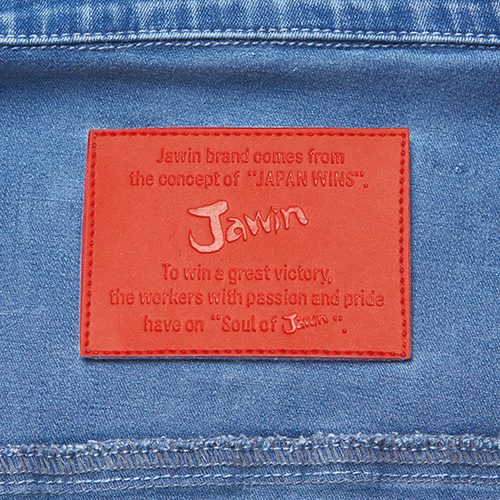 Jawin brand comes from
the concept of "JAPAN WINS".
Jawin
To win a great victory,
the workers with passion and pride
have on "Soul of Jawin".